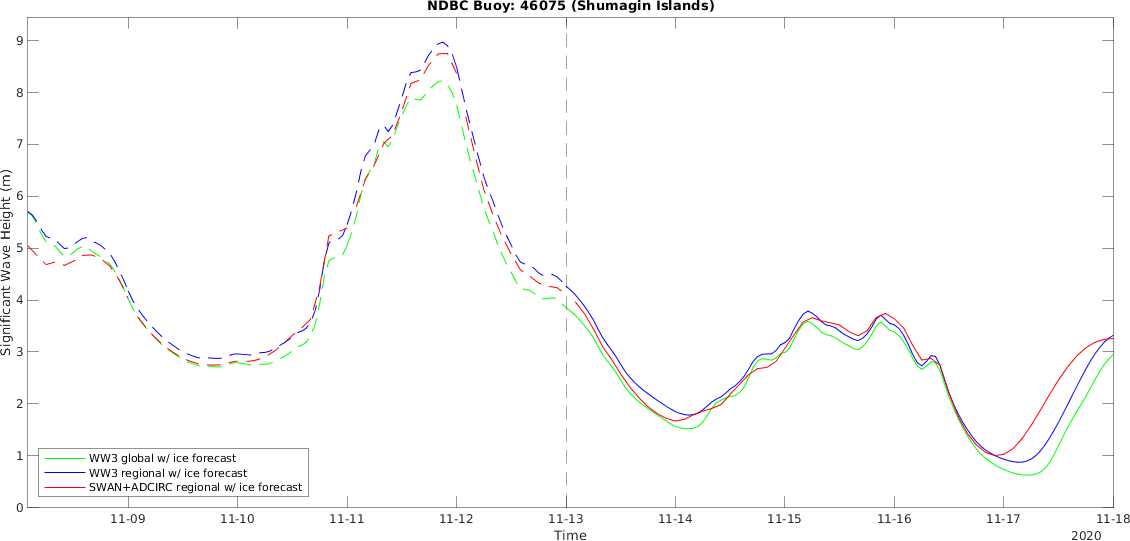 NDBC Buoy: 46075 (Shumagin Islands)
Significant Wave Height (m)
9
8
7
6
5
4
3
2
1
0
WW3 global w/ ice forecast
WW3 regional w/ ice forecast
SWAN+ADCIRC regional w/ ice forecast
11-09 11-10 11-11 11-12 11-13 11-14 11-15 11-16 11-17 11-18
Time
2020